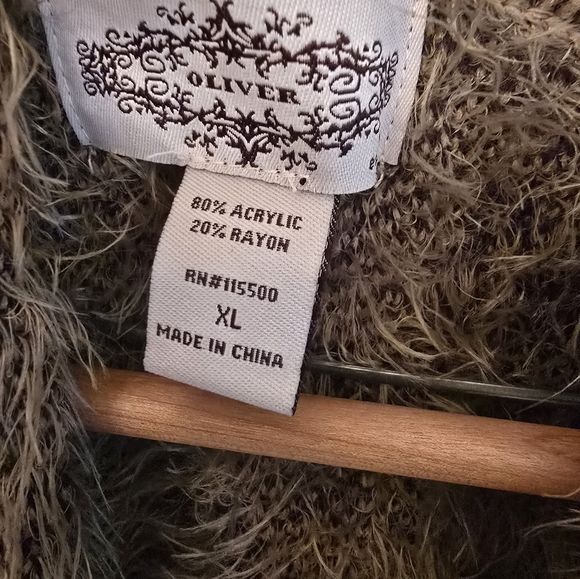 OLIVER
80% ACRYLIC
20% RAYON
RN#115500
XL
MADE IN CHINA